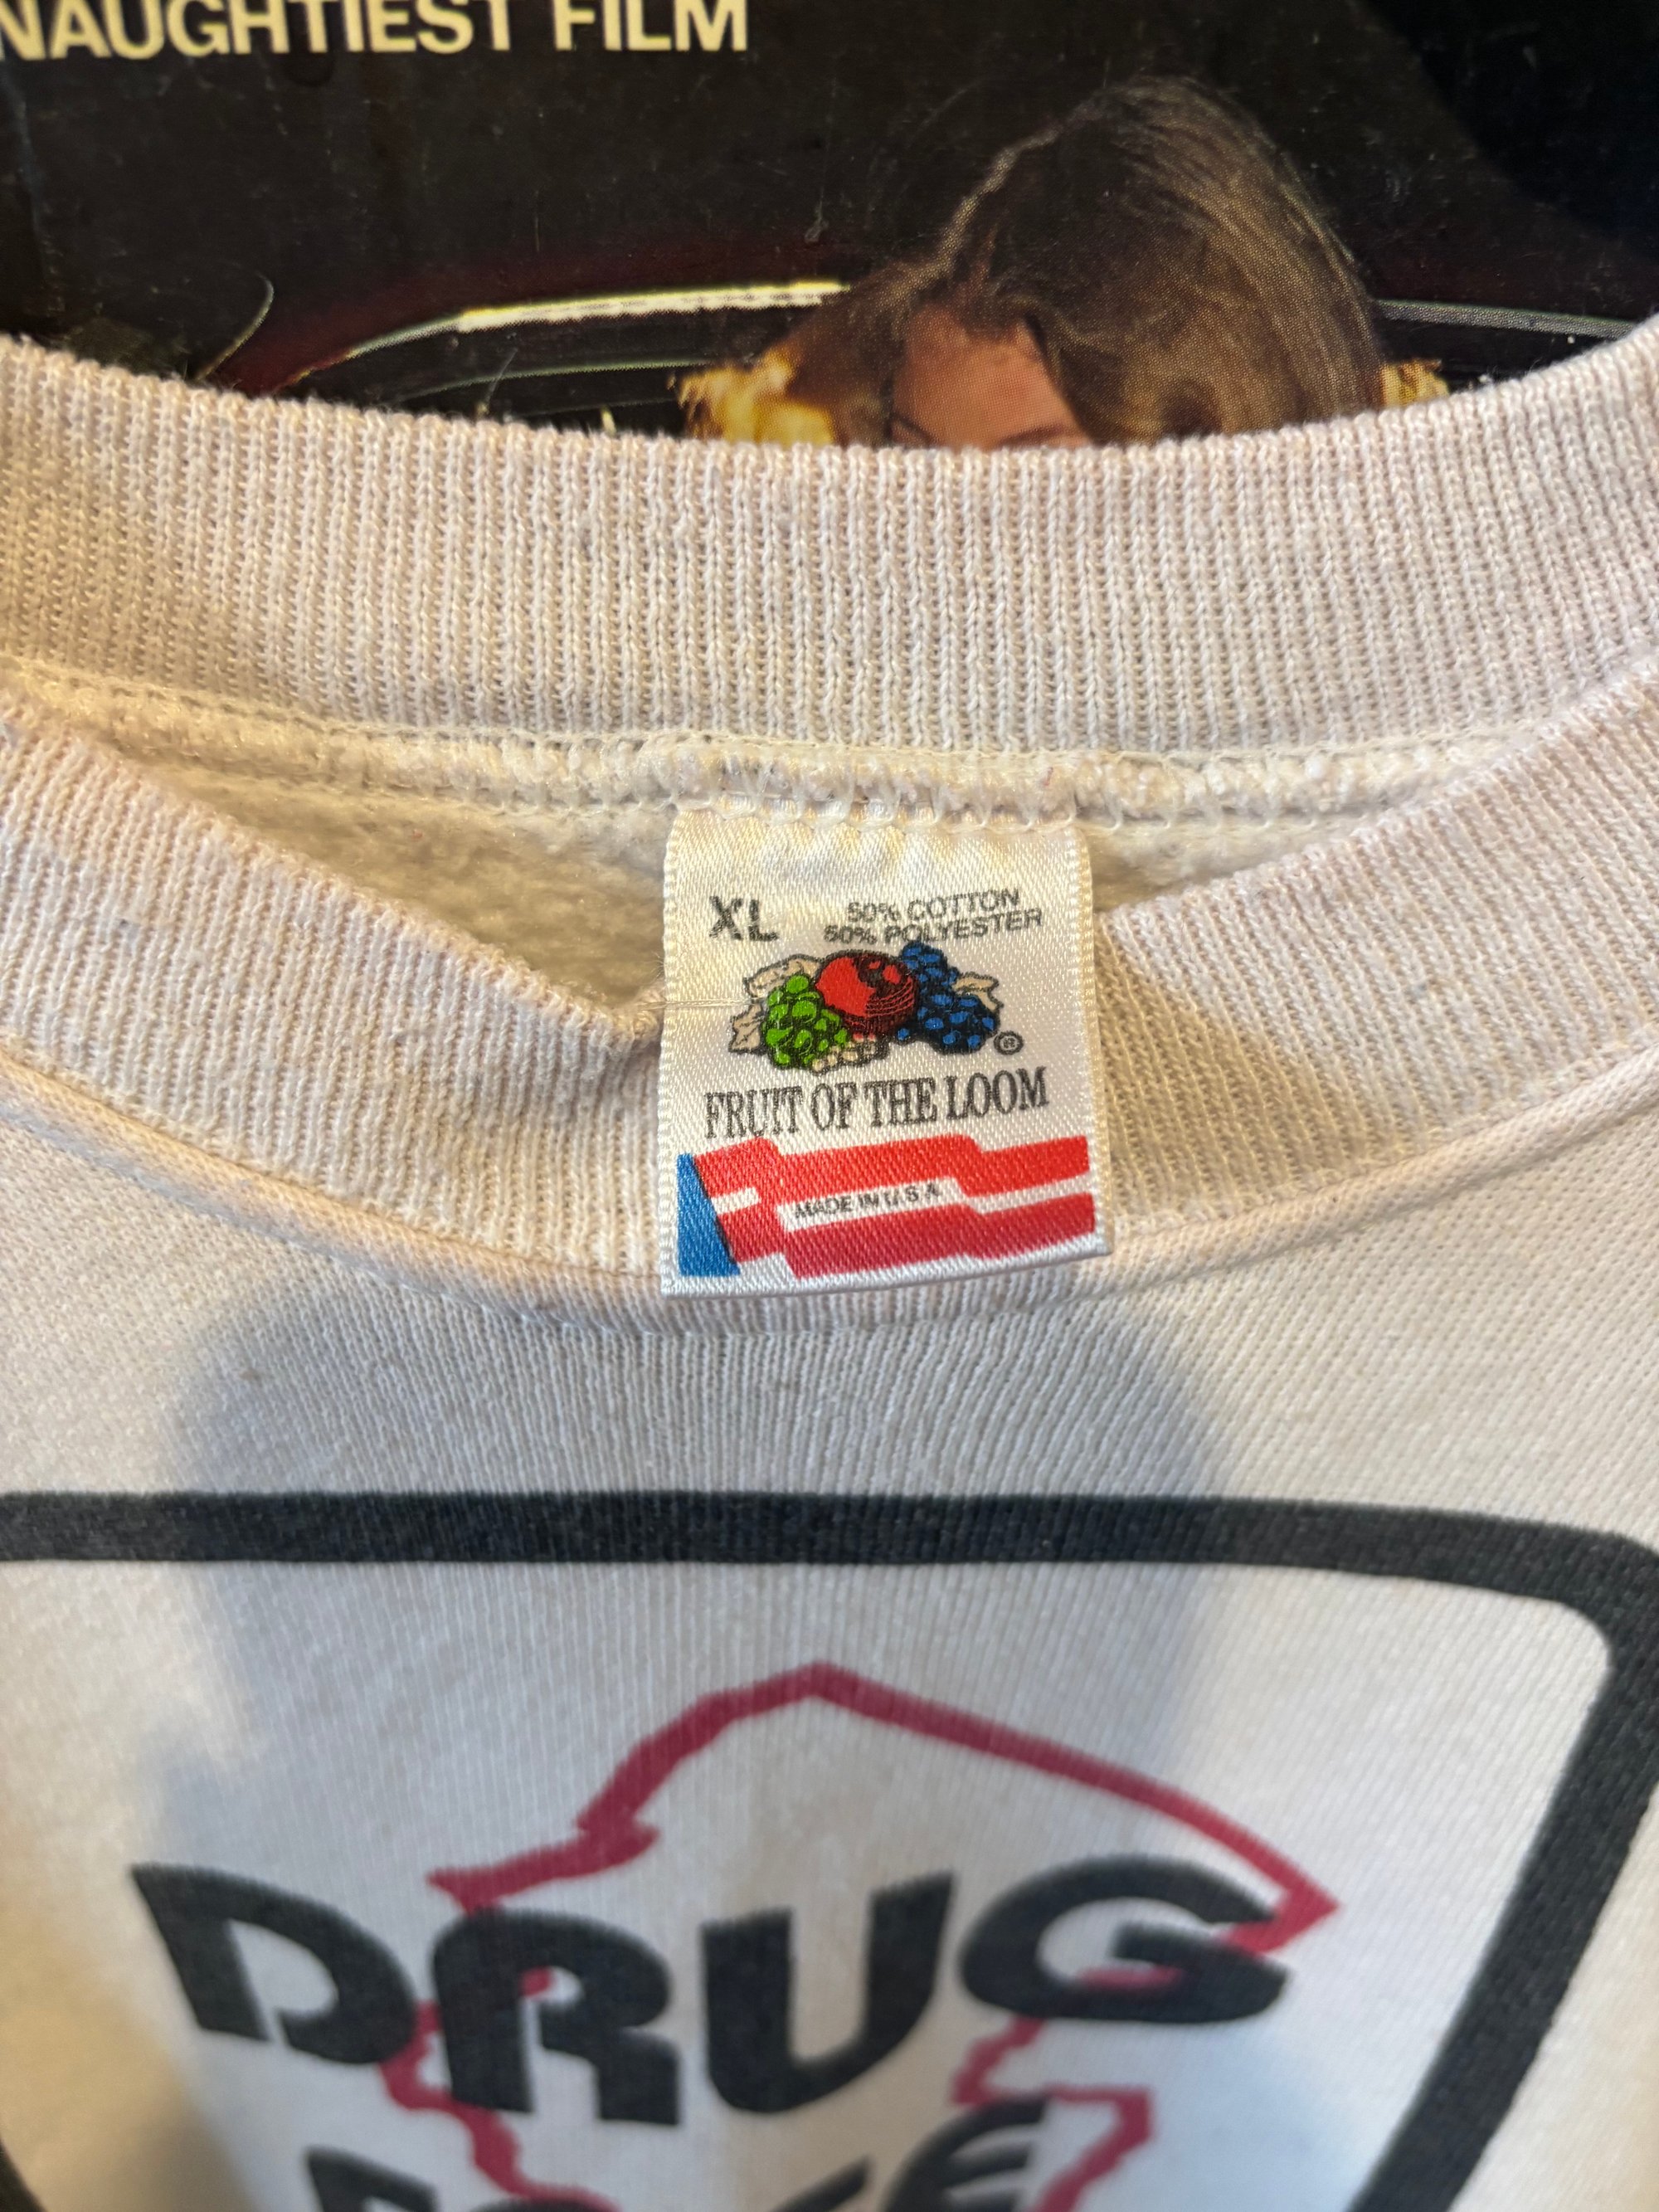 NAUGHTIEST FILM
XL
50% COTTON
50% POLYESTER
®
FRUIT OF THE LOOM
MADE IN U.S.A.
DRUG